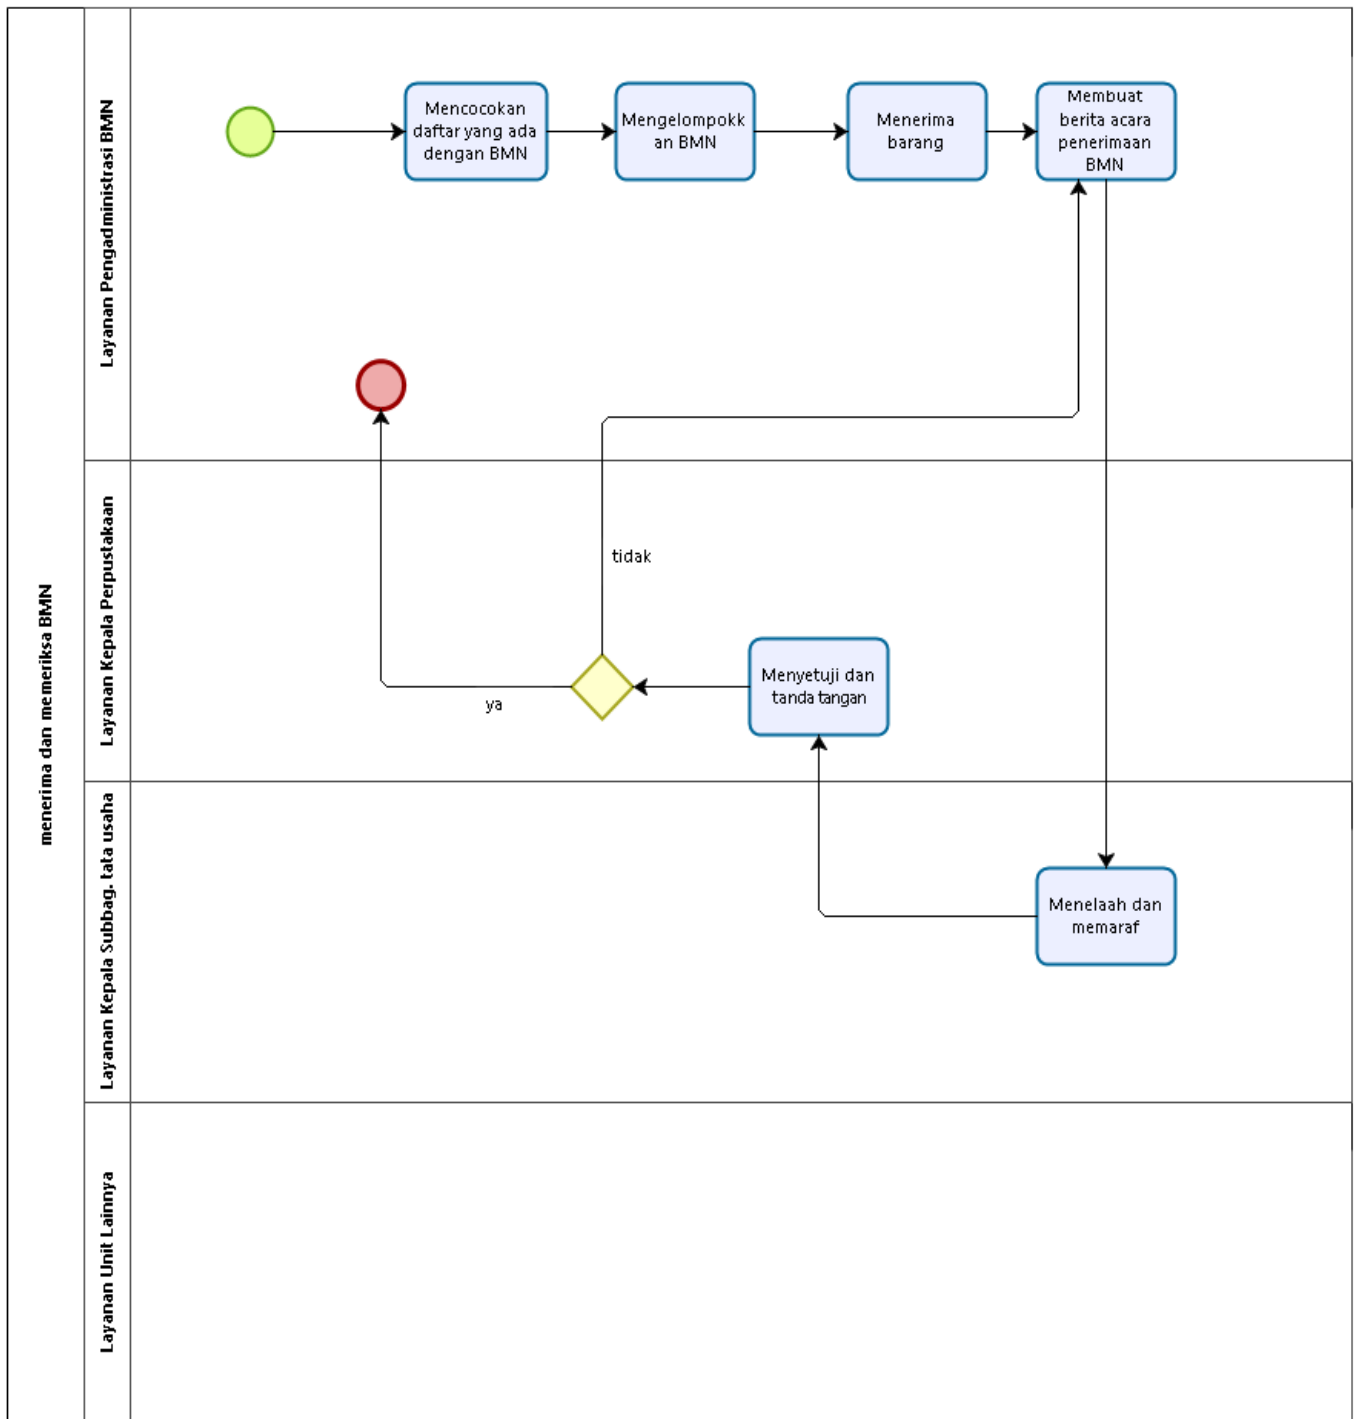 menerima dan memeriksa BMN
Layanan Pengadministrasi BMN
Mencocokan
daftar yang ada
dengan BMN
Mengelompokk
an BMN
Menerima
barang
Membuat
berita acara
penerimaan
BMN
Layanan Kepala Perpustakaan
tidak
ya
Menyetuji dan
tanda tangan
Layanan Kepala Subbag. tata usaha
Menelaah dan
memaraf
Layanan Unit Lainnya